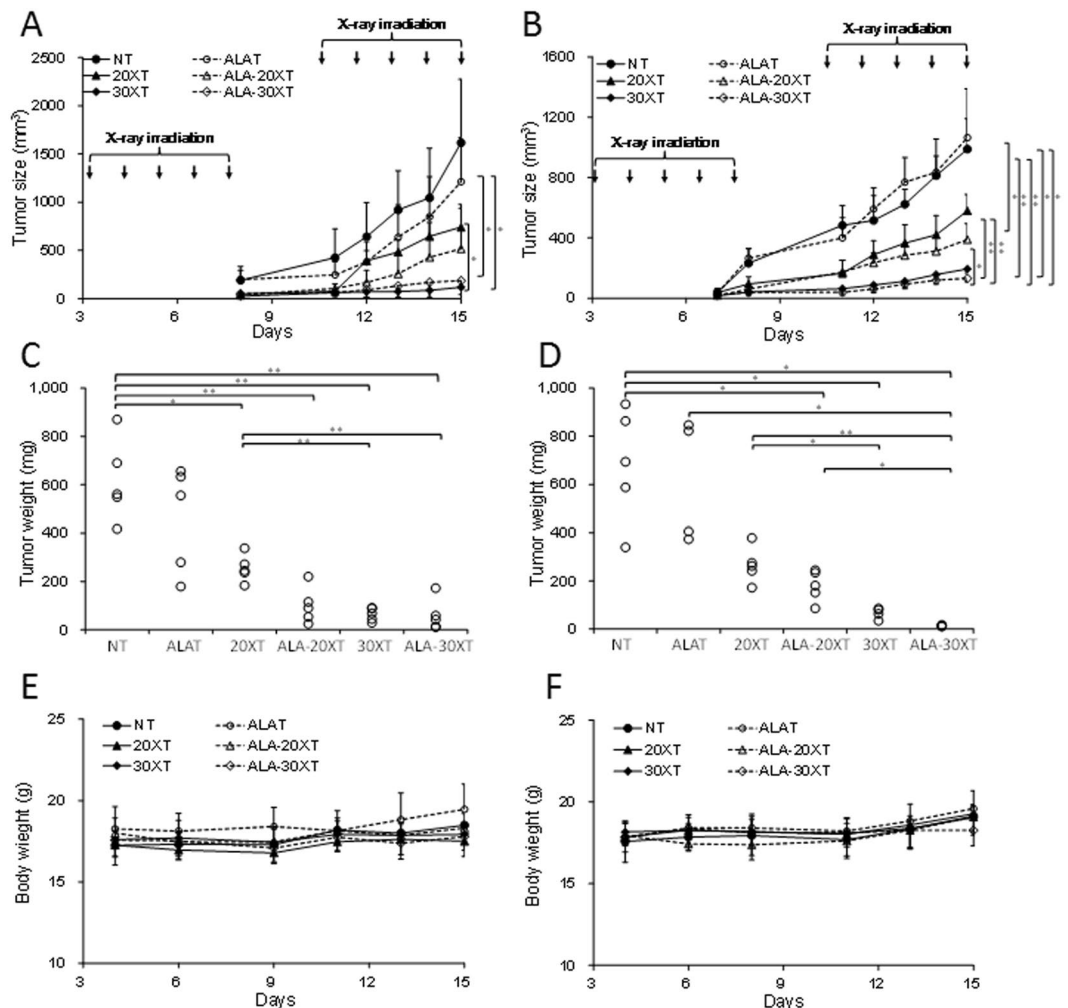 A
X-ray irradiation
NT
ALAT
20XT
ALA-20XT
30XT
ALA-30XT
X-ray irradiation
Tumor size (mm³)
2500
2000
1500
1000
500
0
3 6 9 12 15
Days
*
*
*
B
X-ray irradiation
NT
ALAT
20XT
ALA-20XT
30XT
ALA-30XT
X-ray irradiation
Tumor size (mm³)
1600
1200
800
400
0
3 6 9 12 15
Days
C
**
**
**
*
**
**
Tumor weight (mg)
1,000
800
600
400
200
0
NT ALAT 20XT ALA-20XT 30XT ALA-30XT
D
*
*
*
*
**
*
*
Tumor weight (mg)
1,000
800
600
400
200
0
NT ALAT 20XT ALA-20XT 30XT ALA-30XT
E
NT
ALAT
20XT
ALA-20XT
30XT
ALA-30XT
Body wieght (g)
25
20
15
10
3 6 9 12 15
Days
F
NT
ALAT
20XT
ALA-20XT
30XT
ALA-30XT
Body wieght (g)
25
20
15
10
3 6 9 12 15
Days